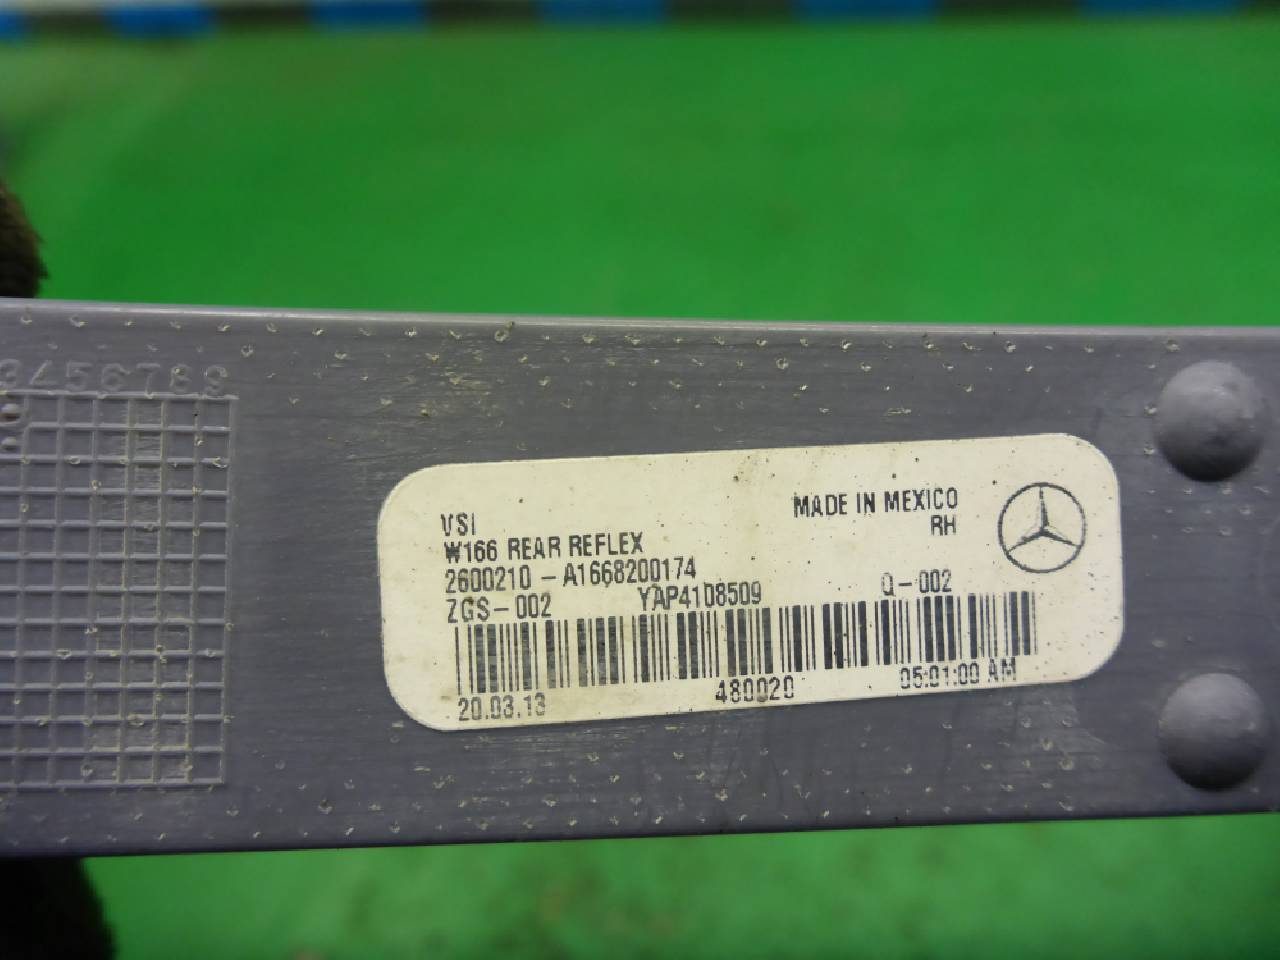 3456789
VSI
MADE IN MEXICO
W166 REAR REFLEX
RH
2600210-A1668200174
ZGS-002 YAP4108509 Q-002
20.03.13 480020 05:01:00 AM